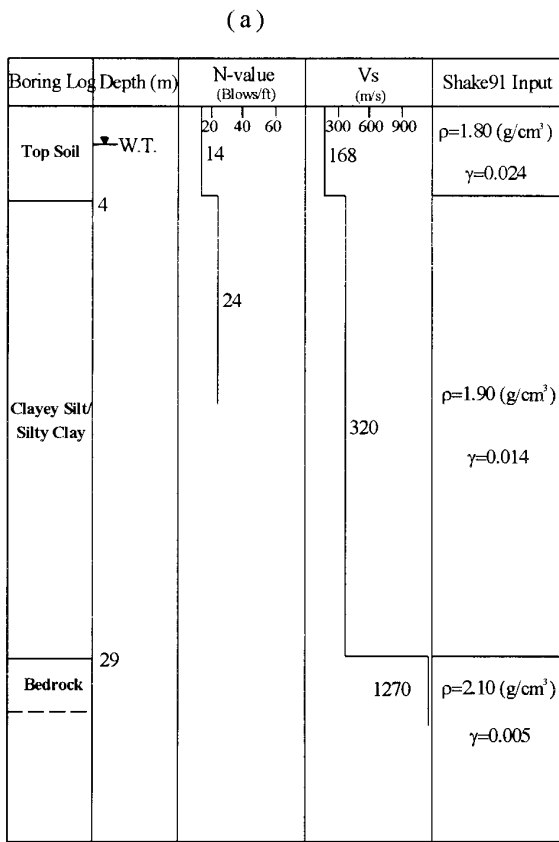 (a)
Boring Log Depth (m) N-value (Blows/ft) Vs (m/s) Shake91 Input
20 40 60 300 600 900
Top Soil W.T. 14 168 ρ=1.80 (g/cm³)
γ=0.024
4
24
Clayey Silt/
Silty Clay
320
ρ=1.90 (g/cm³)
γ=0.014
29
Bedrock 1270 ρ=2.10 (g/cm³)
γ=0.005